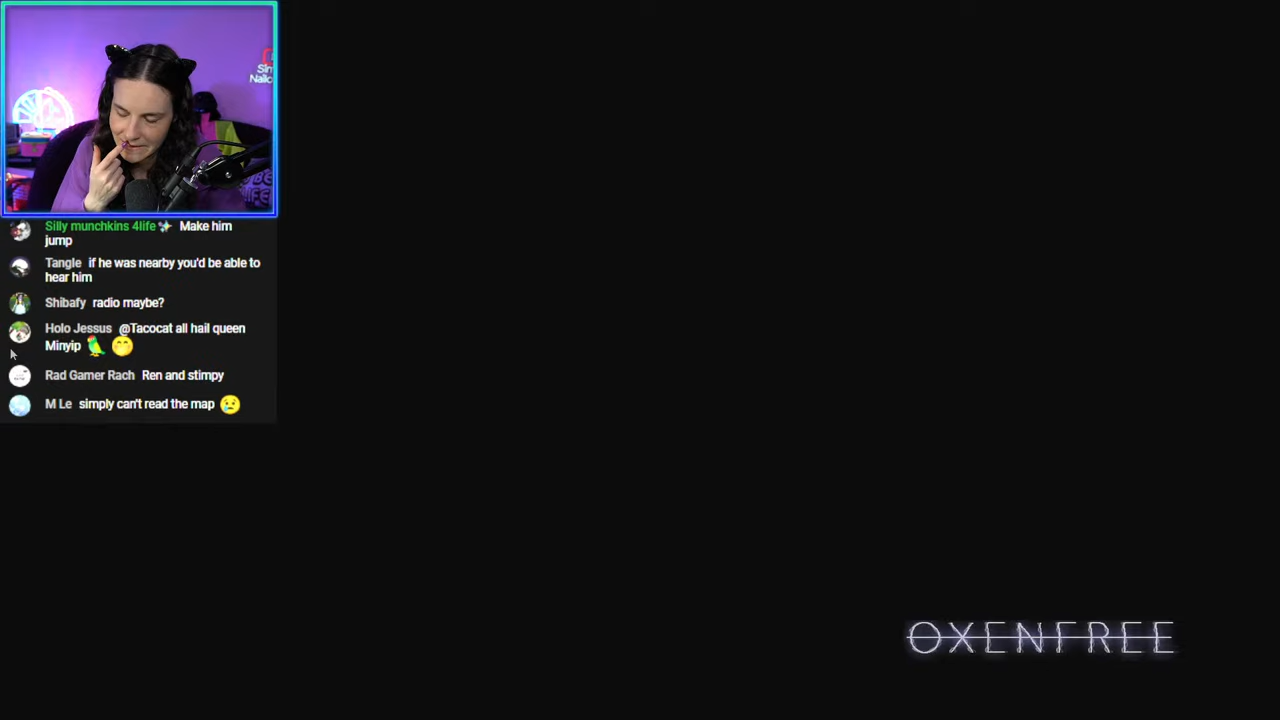 Sim
Nailo
Silly munchkins 4life Make him
jump
Tangle if he was nearby you'd be able to
hear him
Shibafy radio maybe?
Holo Jessus @Tacocat all hail queen
Minyip
Rad Gamer Rach Ren and stimpy
M Le simply can't read the map
OXENFREE